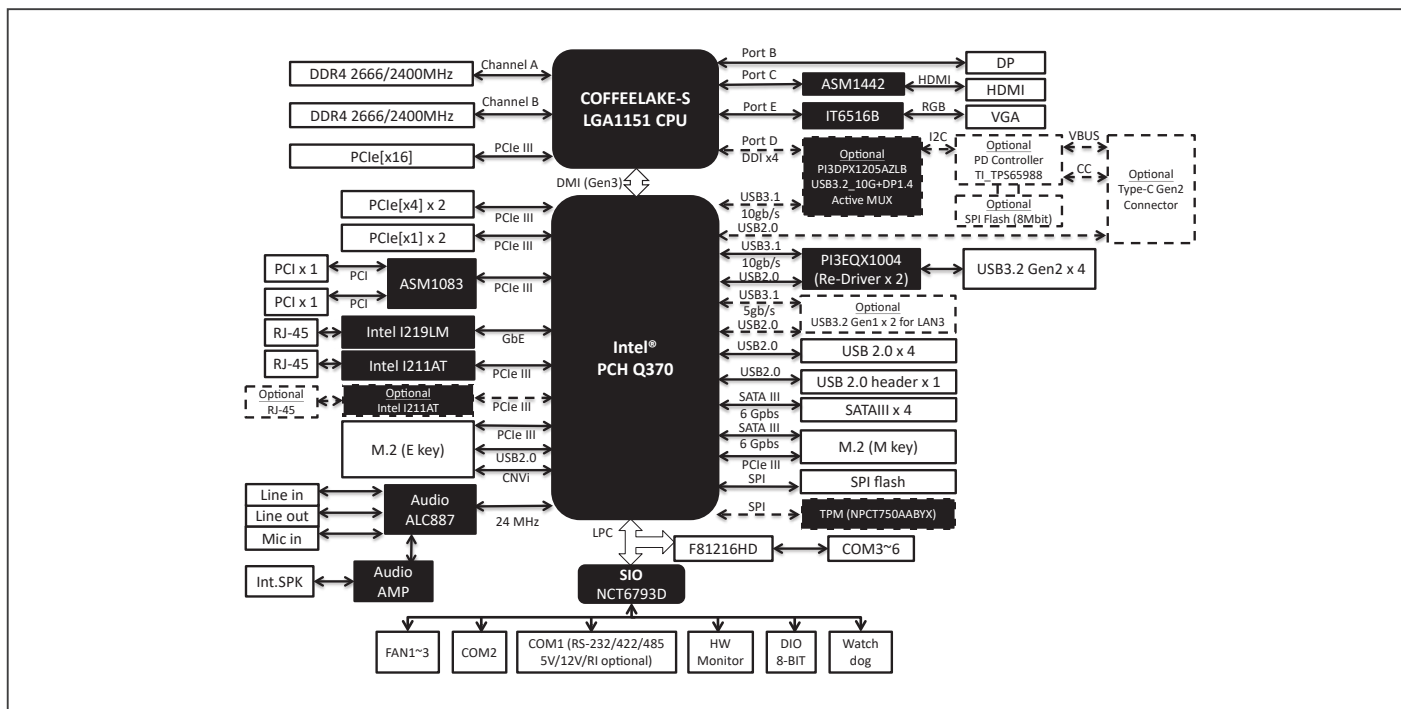 DDR4 2666/2400MHz
Channel A
DDR4 2666/2400MHz
Channel B
PCIe[x16]
PCIe III
COFFEELAKE-S
LGA1151 CPU
Port B
DP
Port C
ASM1442
HDMI
HDMI
Port E
IT6516B
RGB
VGA
Port D
DDI x4
Optional
PI3DPX1205AZLB
USB3.2_10G+DP1.4
Active MUX
I2C
Optional
PD Controller
TI_TPS65988
VBUS
CC
Optional
Type-C Gen2
Connector
Optional
SPI Flash (8Mbit)
DMI (Gen3)
PCIe[x4] x 2
PCIe III
PCIe[x1] x 2
PCIe III
PCI x 1
PCI
PCI x 1
PCI
ASM1083
PCIe III
RJ-45
Intel I219LM
GbE
RJ-45
Intel I211AT
PCIe III
Optional
RJ-45
Optional
Intel I211AT
PCIe III
M.2 (E key)
PCIe III
USB2.0
CNVi
Line in
Line out
Mic in
Audio
ALC887
24 MHz
Int.SPK
Audio
AMP
Intel®
PCH Q370
USB3.1
10gb/s
USB2.0
USB3.1
10gb/s
USB2.0
PI3EQX1004
(Re-Driver x 2)
USB3.2 Gen2 x 4
USB3.1
5gb/s
USB2.0
Optional
USB3.2 Gen1 x 2 for LAN3
USB2.0
USB 2.0 x 4
USB2.0
USB 2.0 header x 1
SATA III
6 Gpbs
SATAIII x 4
SATA III
6 Gpbs
PCIe III
M.2 (M key)
SPI
SPI flash
SPI
TPM (NPCT750AABYX)
LPC
F81216HD
COM3~6
SIO
NCT6793D
FAN1~3
COM2
COM1 (RS-232/422/485
5V/12V/RI optional)
HW
Monitor
DIO
8-BIT
Watch
dog